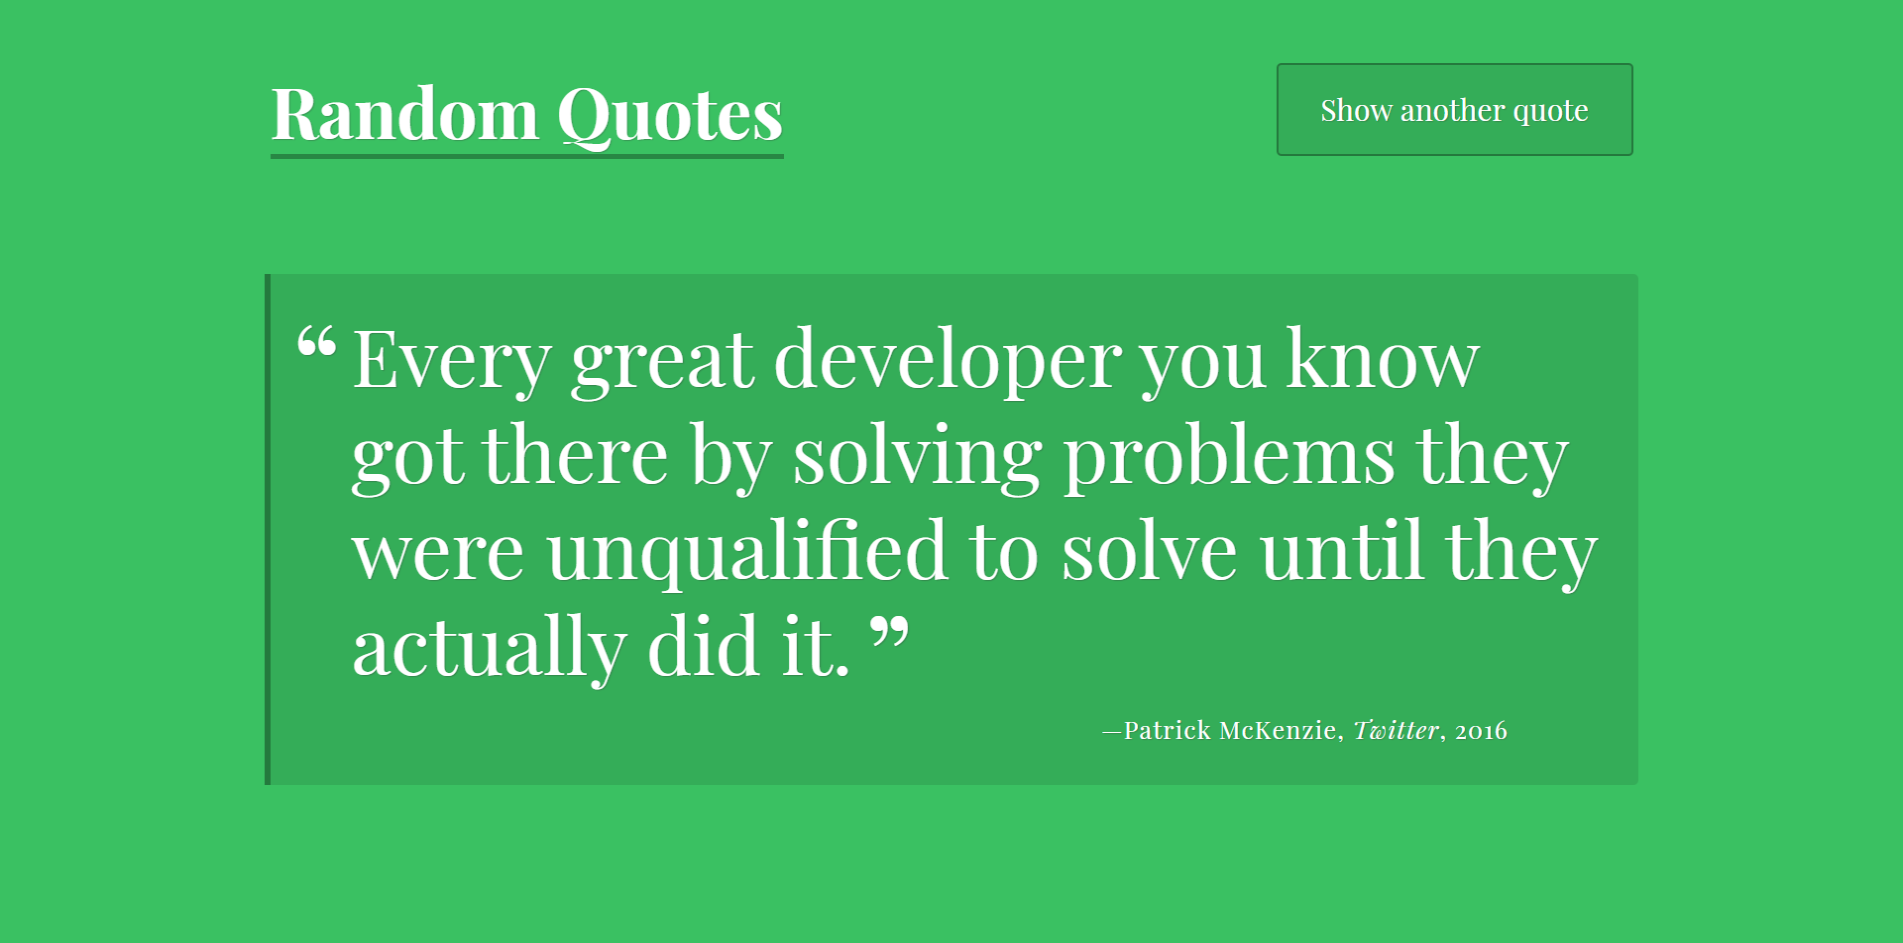 Random Quotes
Show another quote
“Every great developer you know
got there by solving problems they
were unqualified to solve until they
actually did it.”
—Patrick McKenzie, Twitter, 2016